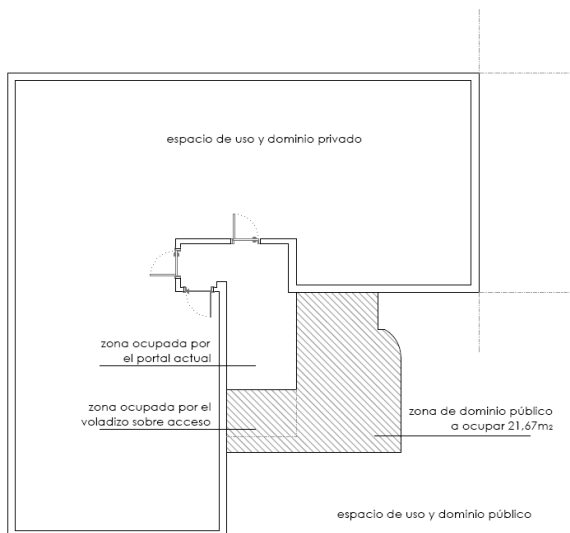 espacio de uso y dominio privado
zona ocupada por
el portal actual
zona ocupada por el
voladizo sobre acceso
zona de dominio público
a ocupar 21,67m₂
espacio de uso y dominio público